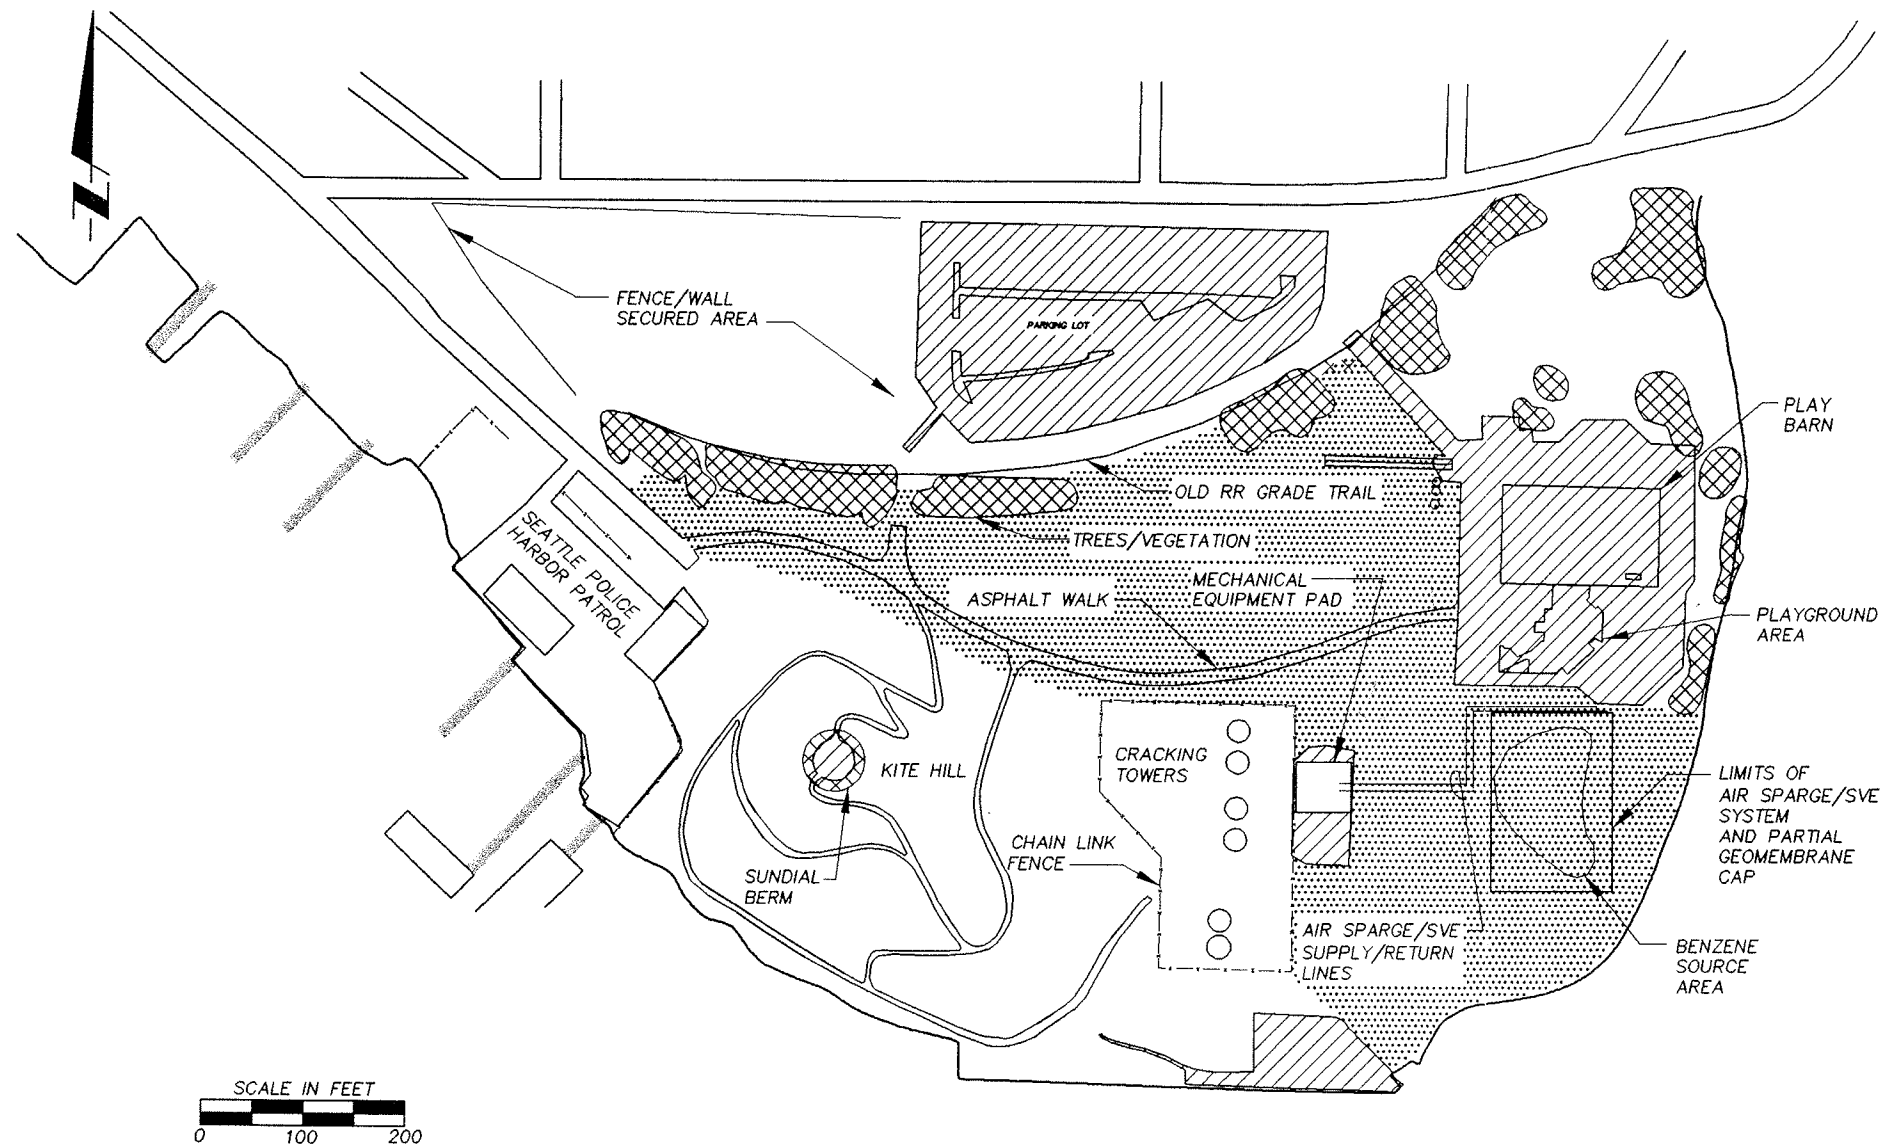 FENCE/WALL
SECURED AREA
PARKING LOT
PLAY
BARN
OLD RR GRADE TRAIL
TREES/VEGETATION
SEATTLE POLICE
HARBOR PATROL
MECHANICAL
EQUIPMENT PAD
ASPHALT WALK
PLAYGROUND
AREA
CRACKING
TOWERS
KITE HILL
LIMITS OF
AIR SPARGE/SVE
SYSTEM
AND PARTIAL
GEOMEMBRANE
CAP
CHAIN LINK
FENCE
SUNDIAL
BERM
AIR SPARGE/SVE
SUPPLY/RETURN
LINES
BENZENE
SOURCE
AREA
SCALE IN FEET
0 100 200